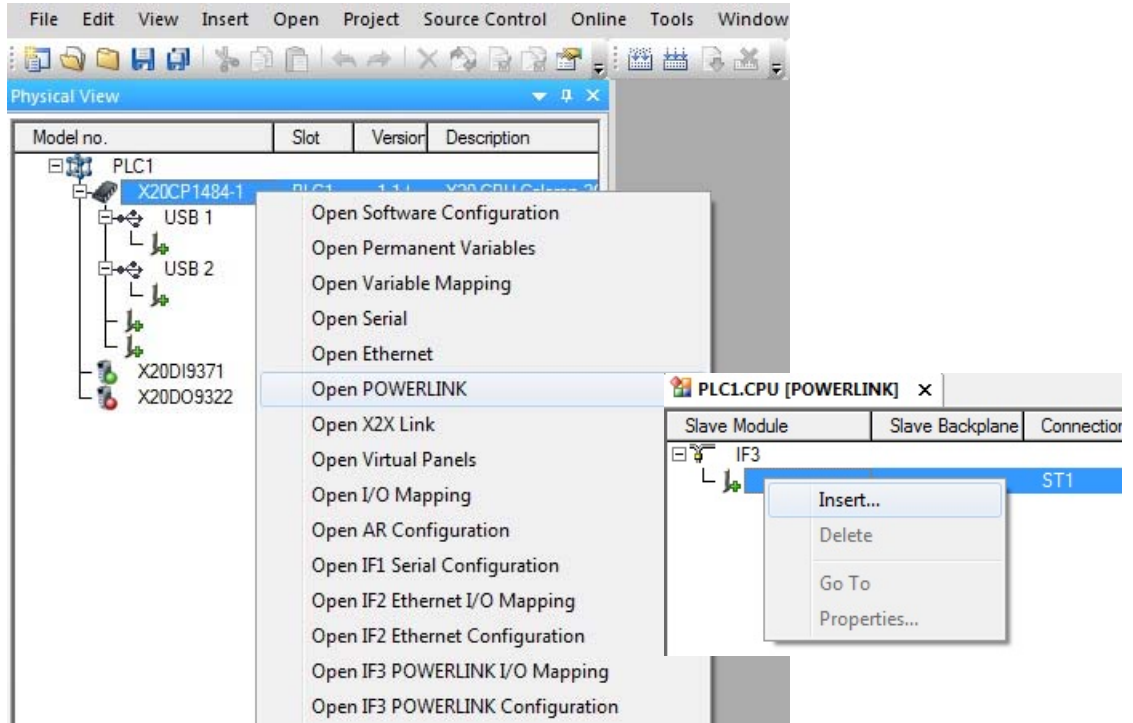 File Edit View Insert Open Project Source Control Online Tools Window
Physical View
Model no. Slot Version Description
PLC1
X20CP1484-1 PLC1
USB 1
USB 2
X20DI9371
X20DO9322
Open Software Configuration
Open Permanent Variables
Open Variable Mapping
Open Serial
Open Ethernet
Open POWERLINK
Open X2X Link
Open Virtual Panels
Open I/O Mapping
Open AR Configuration
Open IF1 Serial Configuration
Open IF2 Ethernet I/O Mapping
Open IF2 Ethernet Configuration
Open IF3 POWERLINK I/O Mapping
Open IF3 POWERLINK Configuration
PLC1.CPU [POWERLINK] X
Slave Module Slave Backplane Connection
IF3
ST1
Insert...
Delete
Go To
Properties...